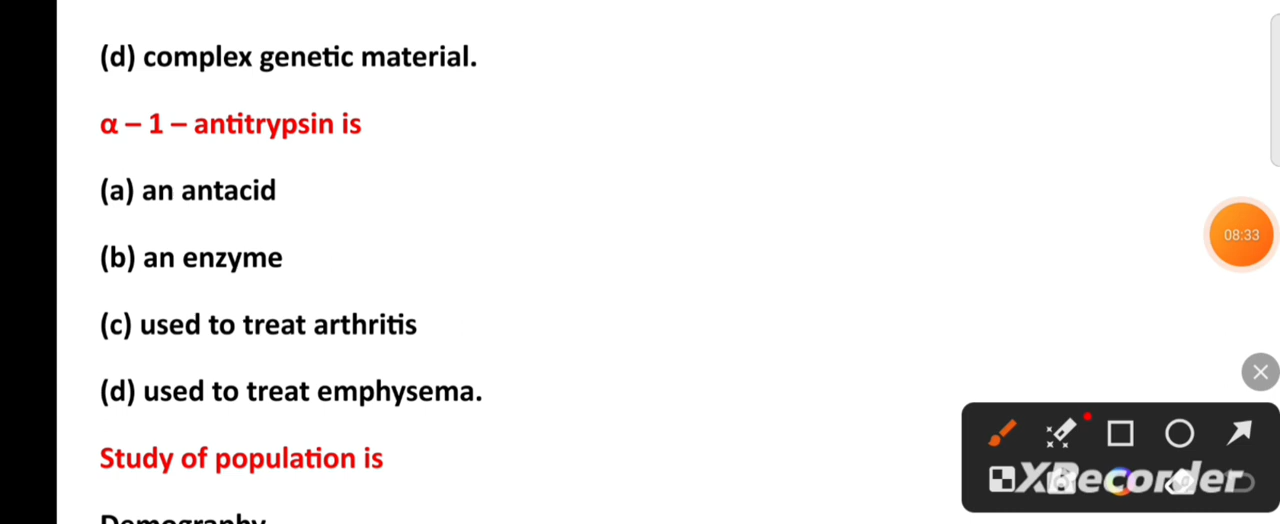 (d) complex genetic material.
α – 1 – antitrypsin is
(a) an antacid
(b) an enzyme
(c) used to treat arthritis
(d) used to treat emphysema.
Study of population is
Demography
08:33
XRecorder